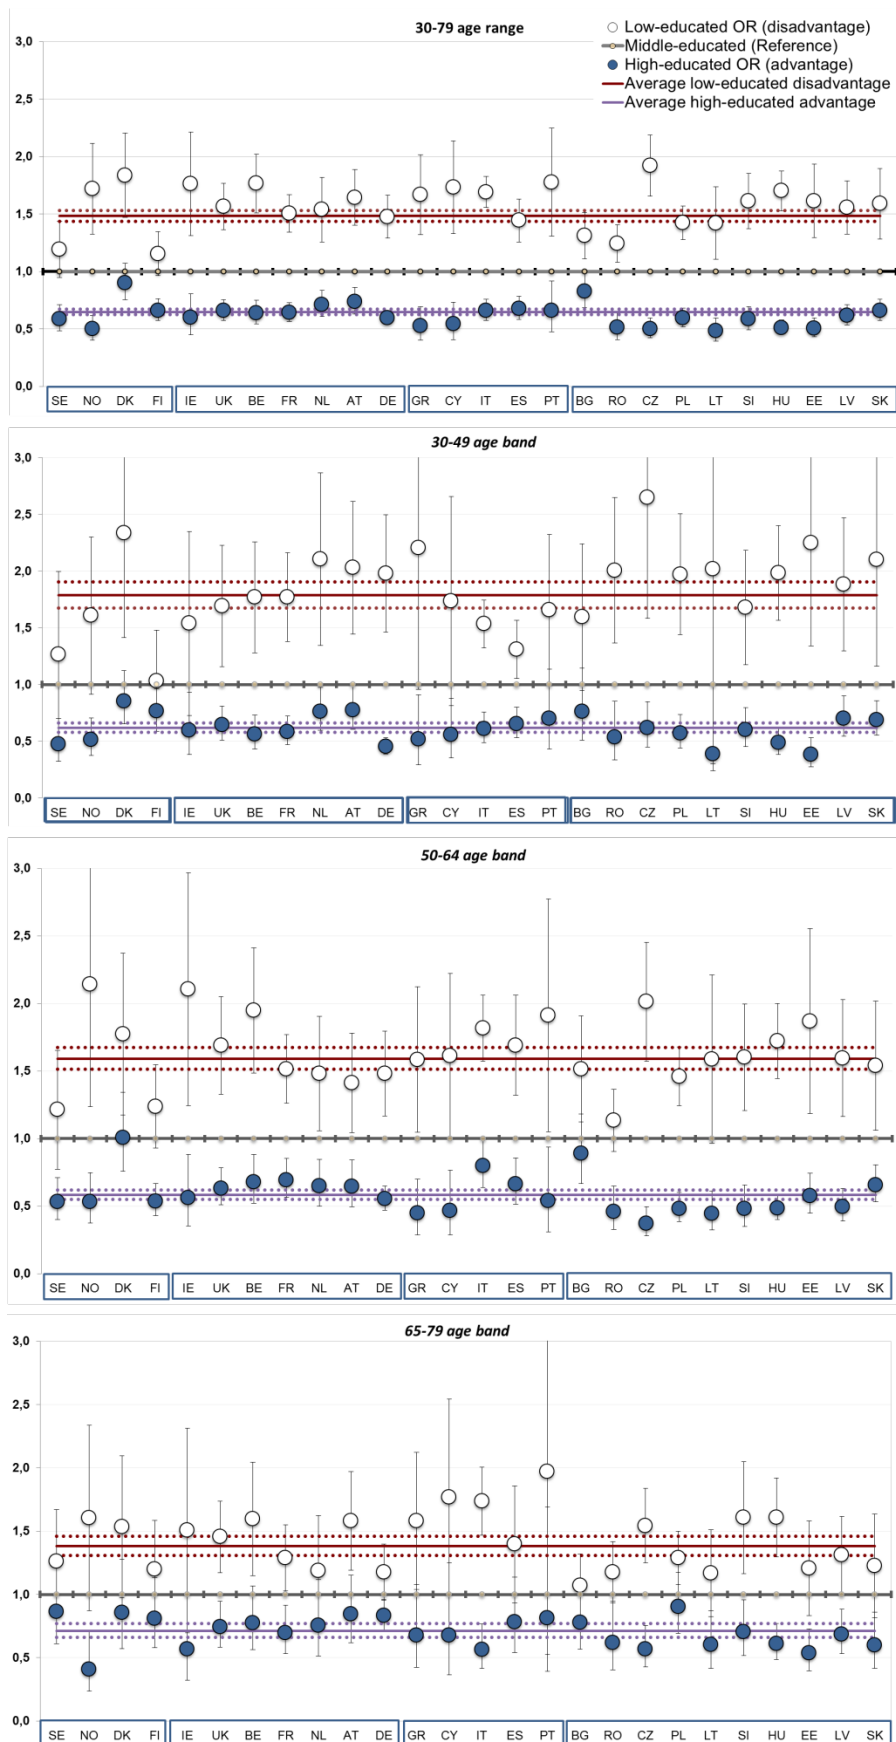 30-79 age range
Low-educated OR (disadvantage)
Middle-educated (Reference)
High-educated OR (advantage)
Average low-educated disadvantage
Average high-educated advantage
3,0
2,5
2,0
1,5
1,0
0,5
0,0
SE NO DK FI IE UK BE FR NL AT DE GR CY IT ES PT BG RO CZ PL LT SI HU EE LV SK
30-49 age band
3,0
2,5
2,0
1,5
1,0
0,5
0,0
SE NO DK FI IE UK BE FR NL AT DE GR CY IT ES PT BG RO CZ PL LT SI HU EE LV SK
50-64 age band
3,0
2,5
2,0
1,5
1,0
0,5
0,0
SE NO DK FI IE UK BE FR NL AT DE GR CY IT ES PT BG RO CZ PL LT SI HU EE LV SK
65-79 age band
3,0
2,5
2,0
1,5
1,0
0,5
0,0
SE NO DK FI IE UK BE FR NL AT DE GR CY IT ES PT BG RO CZ PL LT SI HU EE LV SK